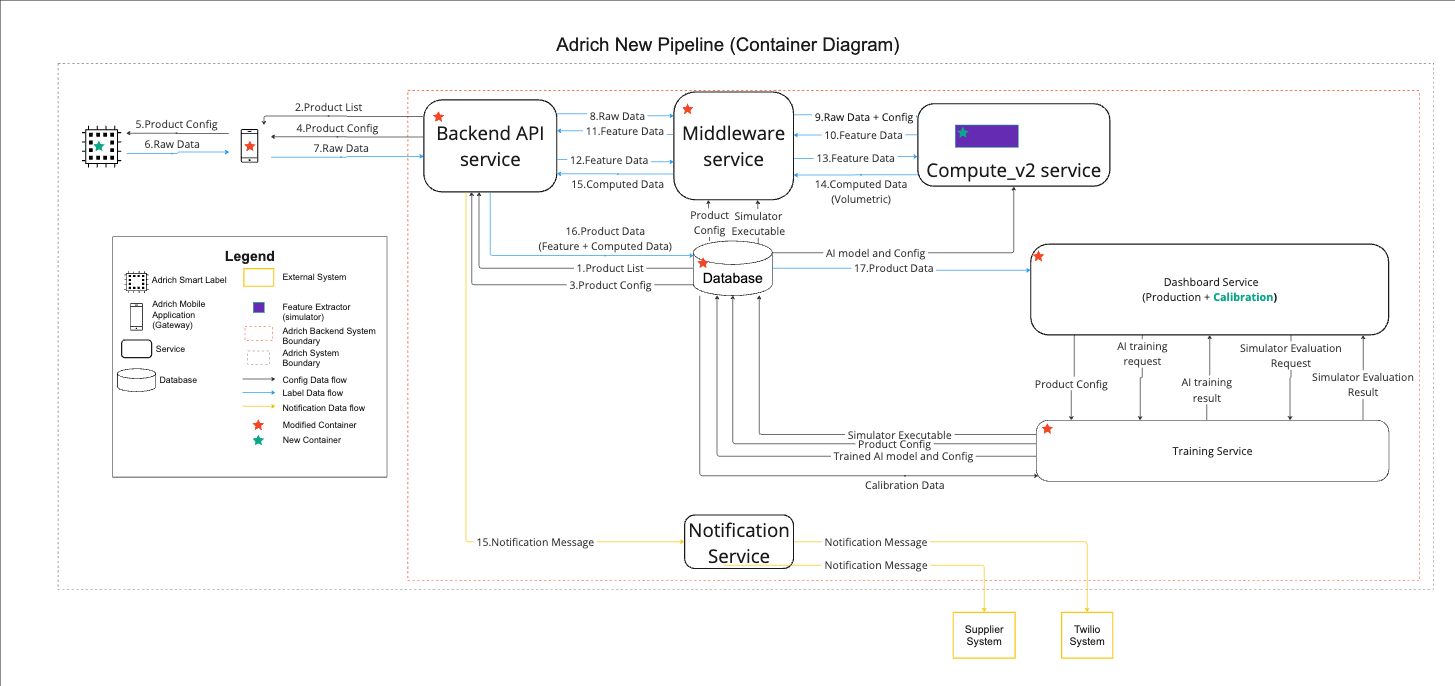 Adrich New Pipeline (Container Diagram)
2.Product List
4.Product Config
5.Product Config
6.Raw Data
7.Raw Data
Backend API
service
8.Raw Data
11.Feature Data
12.Feature Data
15.Computed Data
Middleware
service
9.Raw Data + Config
10.Feature Data
13.Feature Data
14.Computed Data
(Volumetric)
Compute_v2 service
Product
Config
Simulator
Executable
16.Product Data
(Feature + Computed Data)
1.Product List
3.Product Config
Database
AI model and Config
17.Product Data
Dashboard Service
(Production + Calibration)
Product Config
AI training
request
AI training
result
Simulator Evaluation
Request
Simulator Evaluation
Result
Training Service
Simulator Executable
Product Config
Trained AI model and Config
Calibration Data
15.Notification Message
Notification
Service
Notification Message
Notification Message
Supplier
System
Twilio
System
Legend
Adrich Smart Label
Adrich Mobile
Application
(Gateway)
Service
Database
External System
Feature Extractor
(simulator)
Adrich Backend System
Boundary
Adrich System
Boundary
Config Data flow
Label Data flow
Notification Data flow
Modified Container
New Container